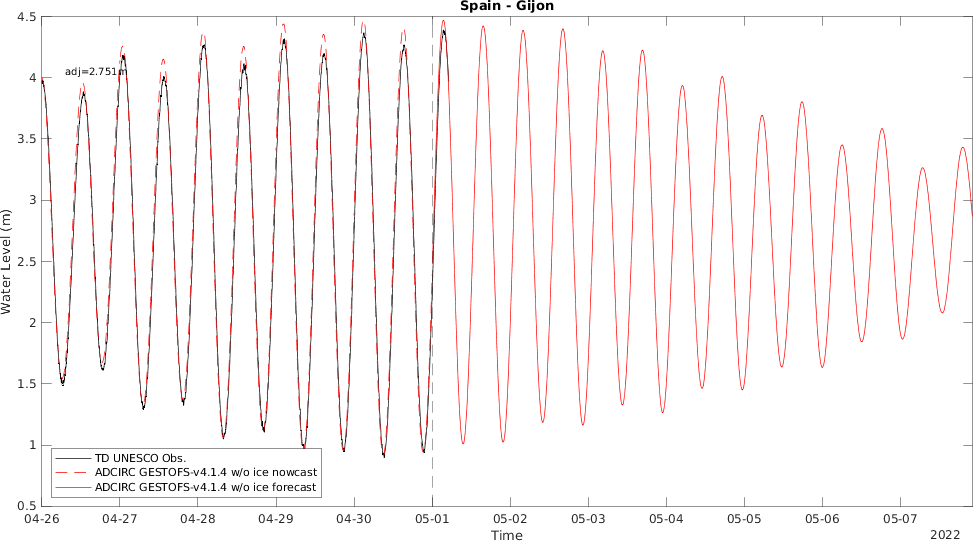 Spain - Gijon
4.5
4
3.5
3
2.5
2
1.5
1
0.5
Water Level (m)
adj=2.751m
TD UNESCO Obs.
ADCIRC GESTOFS-v4.1.4 w/o ice nowcast
ADCIRC GESTOFS-v4.1.4 w/o ice forecast
04-26 04-27 04-28 04-29 04-30 05-01 05-02 05-03 05-04 05-05 05-06 05-07
Time
2022